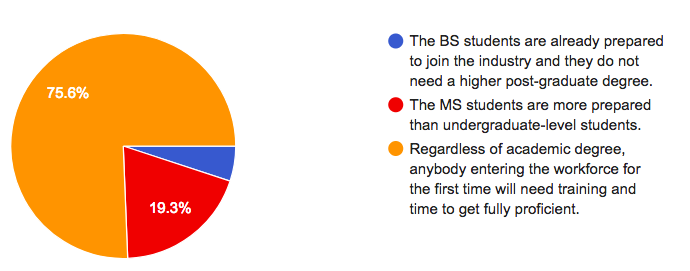 75.6%
19.3%
The BS students are already prepared
to join the industry and they do not
need a higher post-graduate degree.
The MS students are more prepared
than undergraduate-level students.
Regardless of academic degree,
anybody entering the workforce for
the first time will need training and
time to get fully proficient.